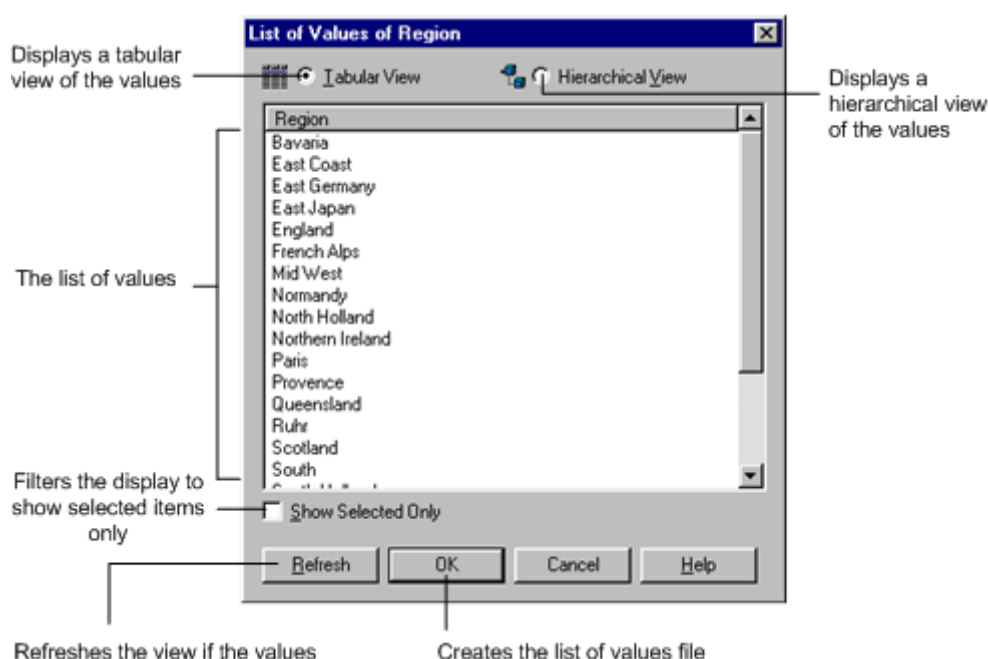 List of Values of Region
Displays a tabular
view of the values
Tabular View
Hierarchical View
Displays a
hierarchical view
of the values
Region
Bavaria
East Coast
East Germany
East Japan
England
French Alps
Mid West
Normandy
North Holland
Northern Ireland
Paris
Provence
Queensland
Ruhr
Scotland
South
The list of values
Filters the display to
show selected items
only
Show Selected Only
Refresh
OK
Cancel
Help
Refreshes the view if the values
Creates the list of values file